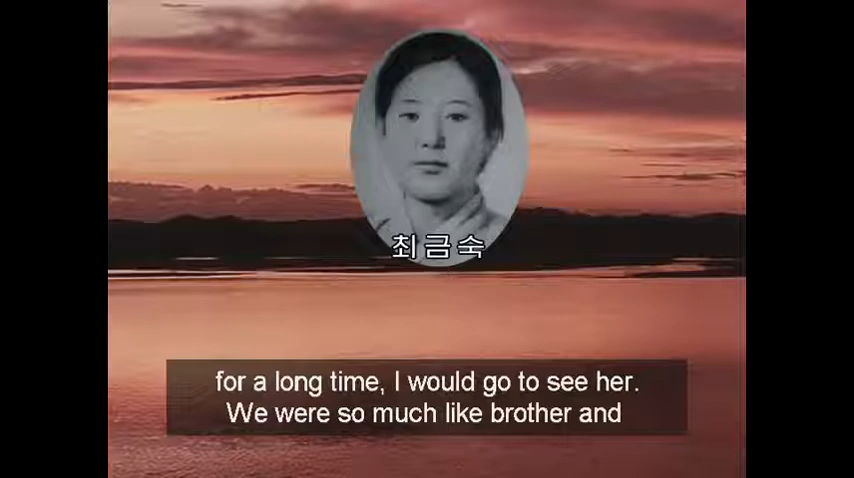 최금숙
for a long time, I would go to see her.
We were so much like brother and